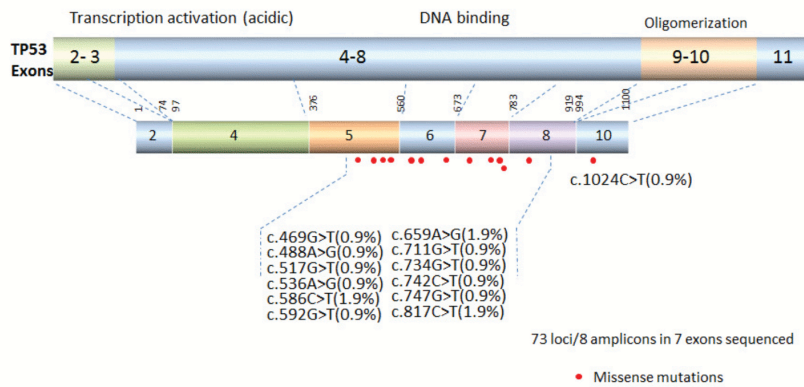 Transcription activation (acidic) DNA binding Oligomerization
TP53 Exons 2- 3 4-8 9-10 11
1 74 97 376 560 673 783 919 994 1100
2 4 5 6 7 8 10
c.1024C>T(0.9%)
c.469G>T(0.9%) c.659A>G(1.9%)
c.488A>G(0.9%) c.711G>T(0.9%)
c.517G>T(0.9%) c.734G>T(0.9%)
c.536A>G(0.9%) c.742C>T(0.9%)
c.586C>T(1.9%) c.747G>T(0.9%)
c.592G>T(0.9%) c.817C>T(1.9%)
73 loci/8 amplicons in 7 exons sequenced
Missense mutations